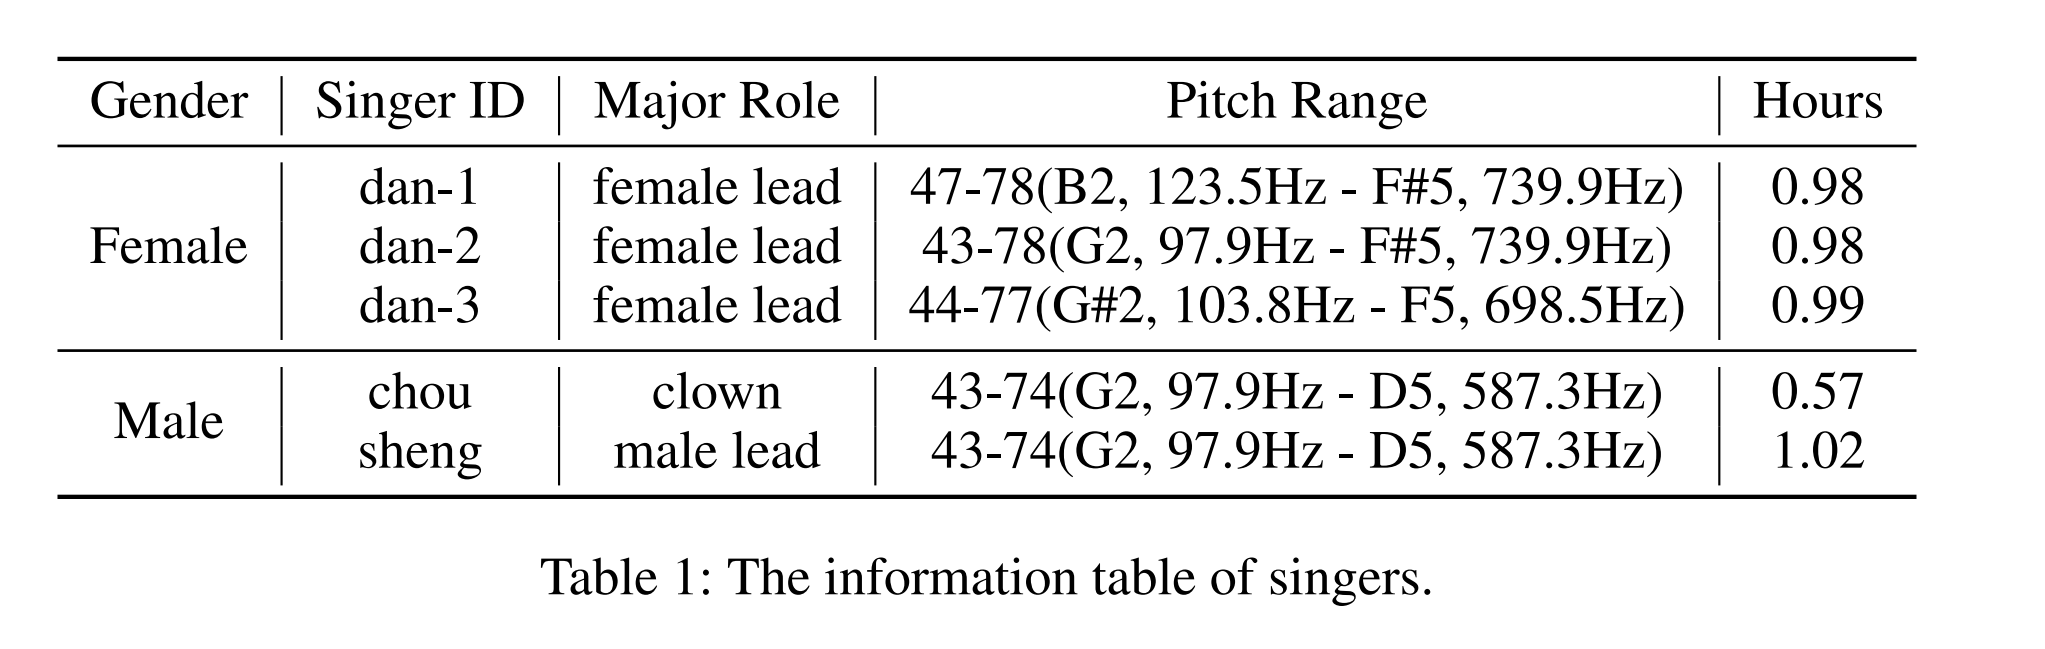 Gender Singer ID Major Role Pitch Range Hours
dan-1 female lead 47-78(B2, 123.5Hz - F#5, 739.9Hz) 0.98
Female dan-2 female lead 43-78(G2, 97.9Hz - F#5, 739.9Hz) 0.98
dan-3 female lead 44-77(G#2, 103.8Hz - F5, 698.5Hz) 0.99
Male
chou clown 43-74(G2, 97.9Hz - D5, 587.3Hz) 0.57
sheng male lead 43-74(G2, 97.9Hz - D5, 587.3Hz) 1.02
Table 1: The information table of singers.